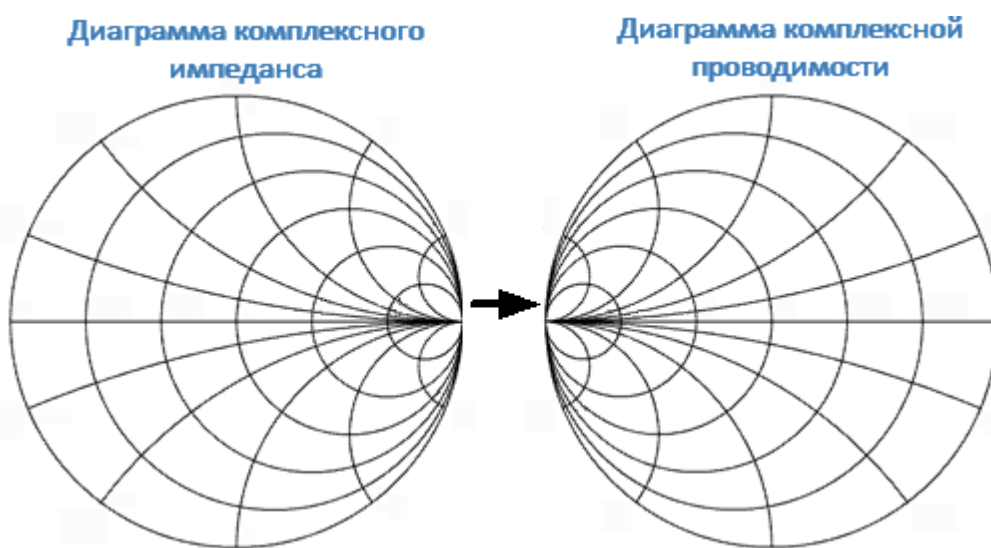 Диаграмма комплексного
импеданса
Диаграмма комплексной
проводимости